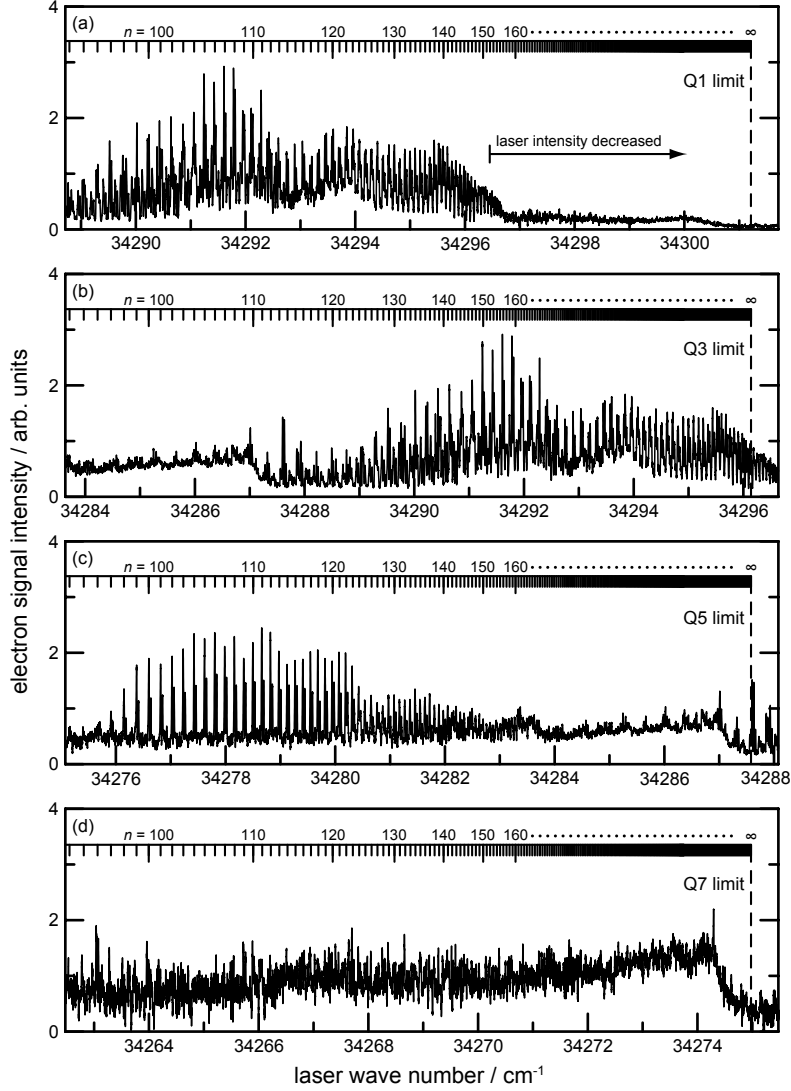 (a)
n = 100 110 120 130 140 150 160 ∞
Q1 limit
laser intensity decreased
4
2
0
34290 34292 34294 34296 34298 34300
(b)
n = 100 110 120 130 140 150 160 ∞
Q3 limit
4
2
0
34284 34286 34288 34290 34292 34294 34296
(c)
n = 100 110 120 130 140 150 160 ∞
Q5 limit
4
2
0
34276 34278 34280 34282 34284 34286 34288
(d)
n = 100 110 120 130 140 150 160 ∞
Q7 limit
4
2
0
34264 34266 34268 34270 34272 34274
electron signal intensity / arb. units
laser wave number / cm⁻¹